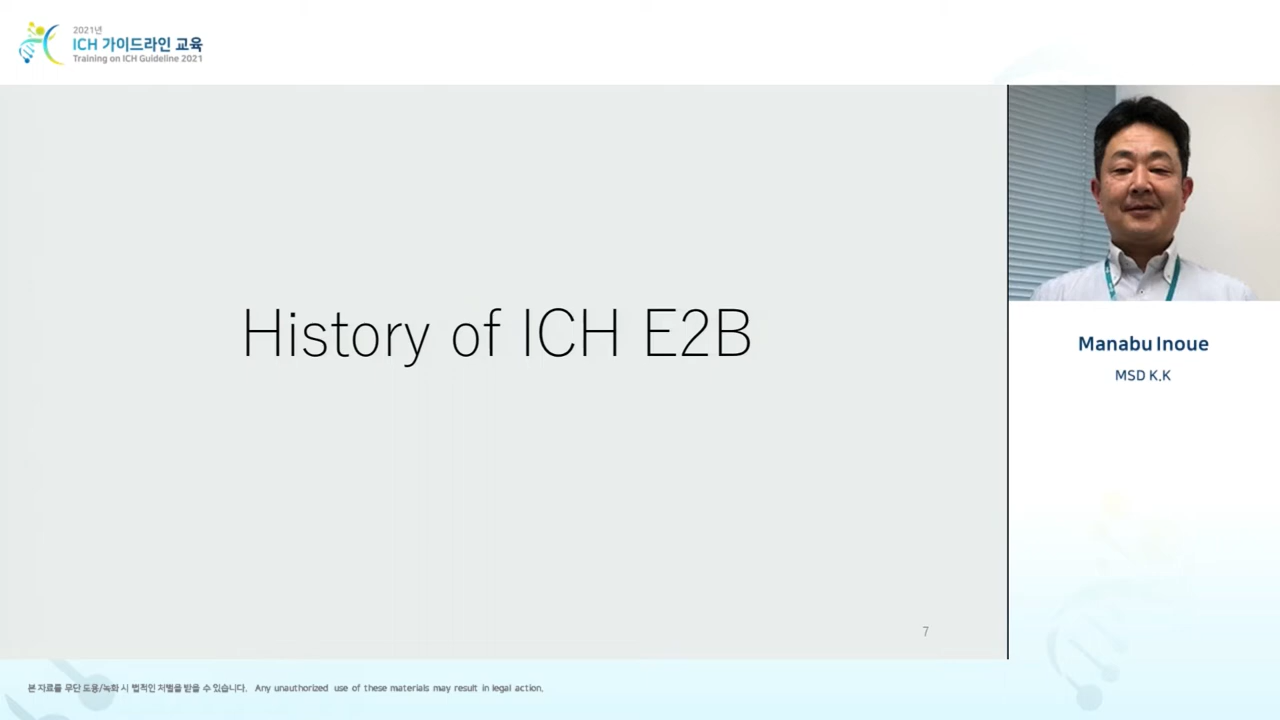 2021년
ICH 가이드라인 교육
Training on ICH Guideline 2021
History of ICH E2B
7
Manabu Inoue
MSD K.K
본 자료를 무단 도용/녹화 시 법적인 처벌을 받을 수 있습니다. Any unauthorized use of these materials may result in legal action.